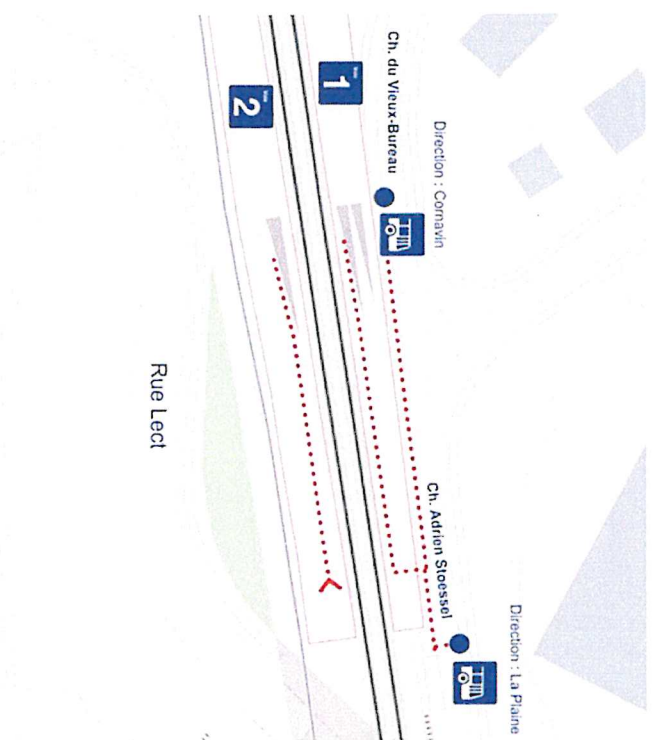 Direction : La Plaine
Direction : Cornavin
Ch. Adrien Stoessel
Ch. du Vieux-Bureau
1
2
Rue Lect